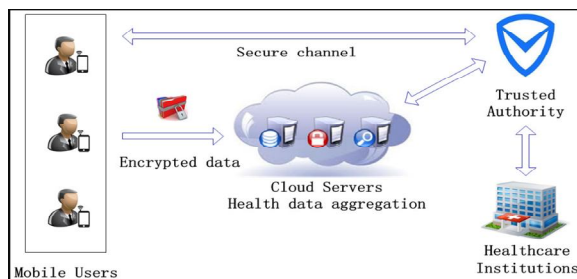 Secure channel
Trusted
Authority
Encrypted data
Cloud Servers
Health data aggregation
Healthcare
Institutions
Mobile Users